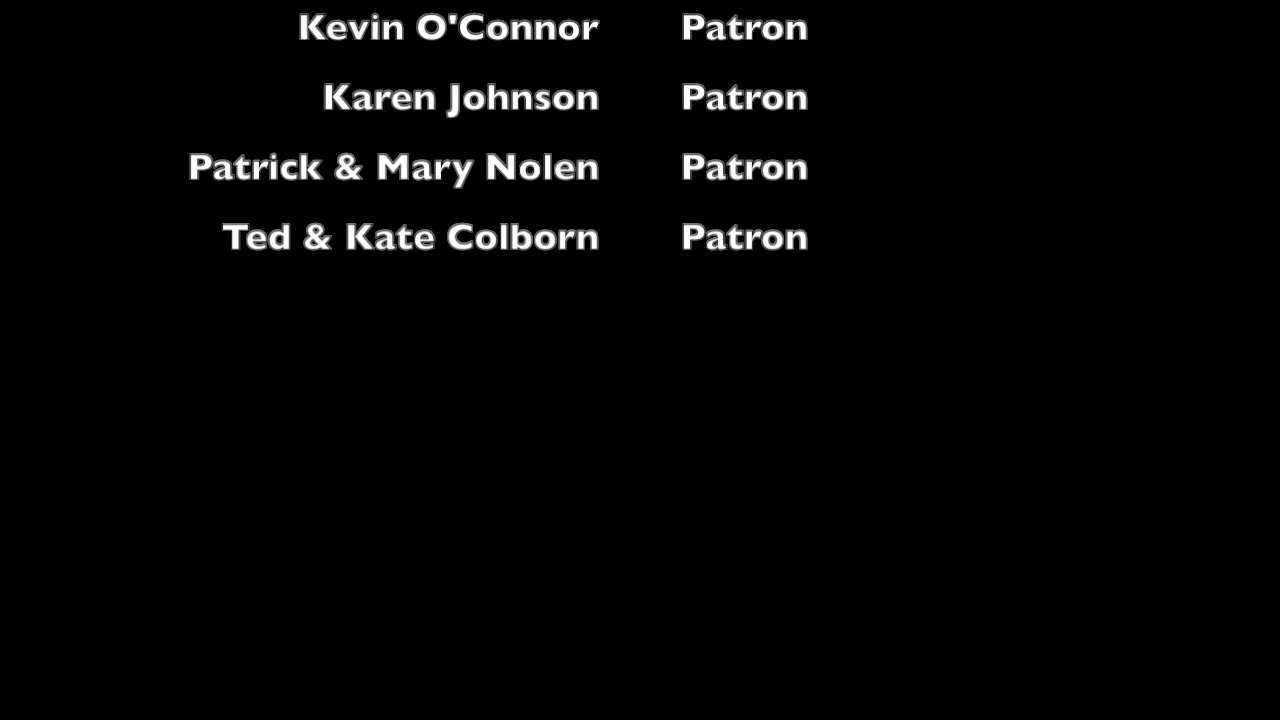 Kevin O'Connor Patron
Karen Johnson Patron
Patrick & Mary Nolen Patron
Ted & Kate Colborn Patron